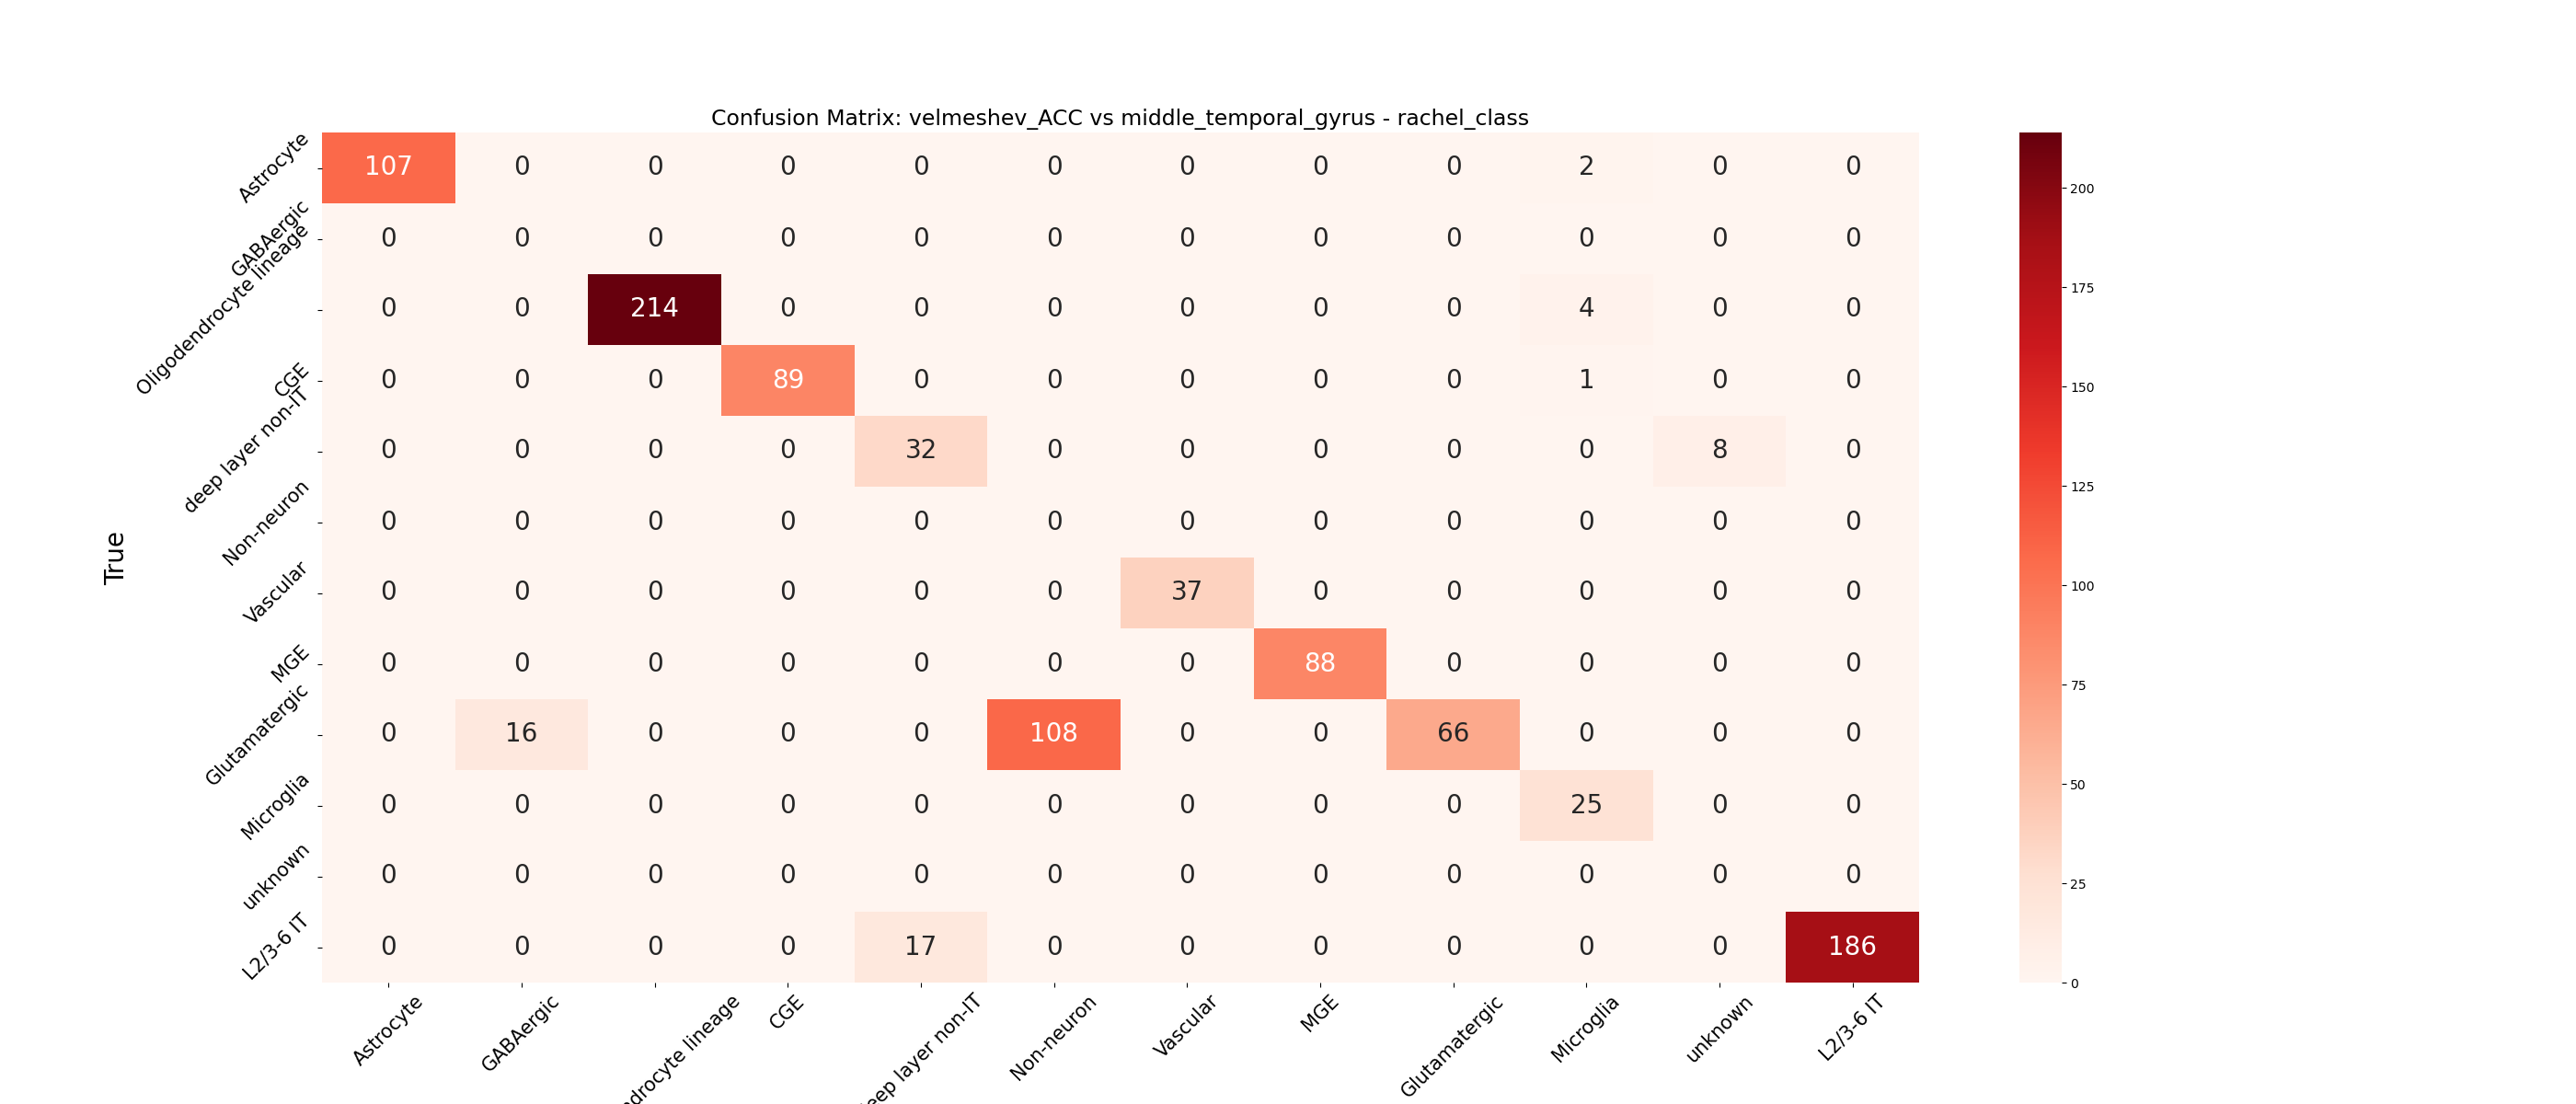 Confusion Matrix: velmeshev_ACC vs middle_temporal_gyrus - rachel_class
True
Astrocyte 107 0 0 0 0 0 0 0 0 2 0 0
GABAergic 0 0 0 0 0 0 0 0 0 0 0 0
Oligodendrocyte lineage 0 0 214 0 0 0 0 0 0 4 0 0
CGE 0 0 0 89 0 0 0 0 0 1 0 0
deep layer non-IT 0 0 0 0 32 0 0 0 0 0 8 0
Non-neuron 0 0 0 0 0 0 0 0 0 0 0 0
Vascular 0 0 0 0 0 0 37 0 0 0 0 0
MGE 0 0 0 0 0 0 0 88 0 0 0 0
Glutamatergic 0 16 0 0 0 108 0 0 66 0 0 0
Microglia 0 0 0 0 0 0 0 0 0 25 0 0
unknown 0 0 0 0 0 0 0 0 0 0 0 0
L2/3-6 IT 0 0 0 0 17 0 0 0 0 0 0 186
Astrocyte GABAergic lineage CGE layer non-IT Non-neuron Vascular MGE Glutamatergic Microglia unknown L2/3-6 IT
200
175
150
125
100
75
50
25
0